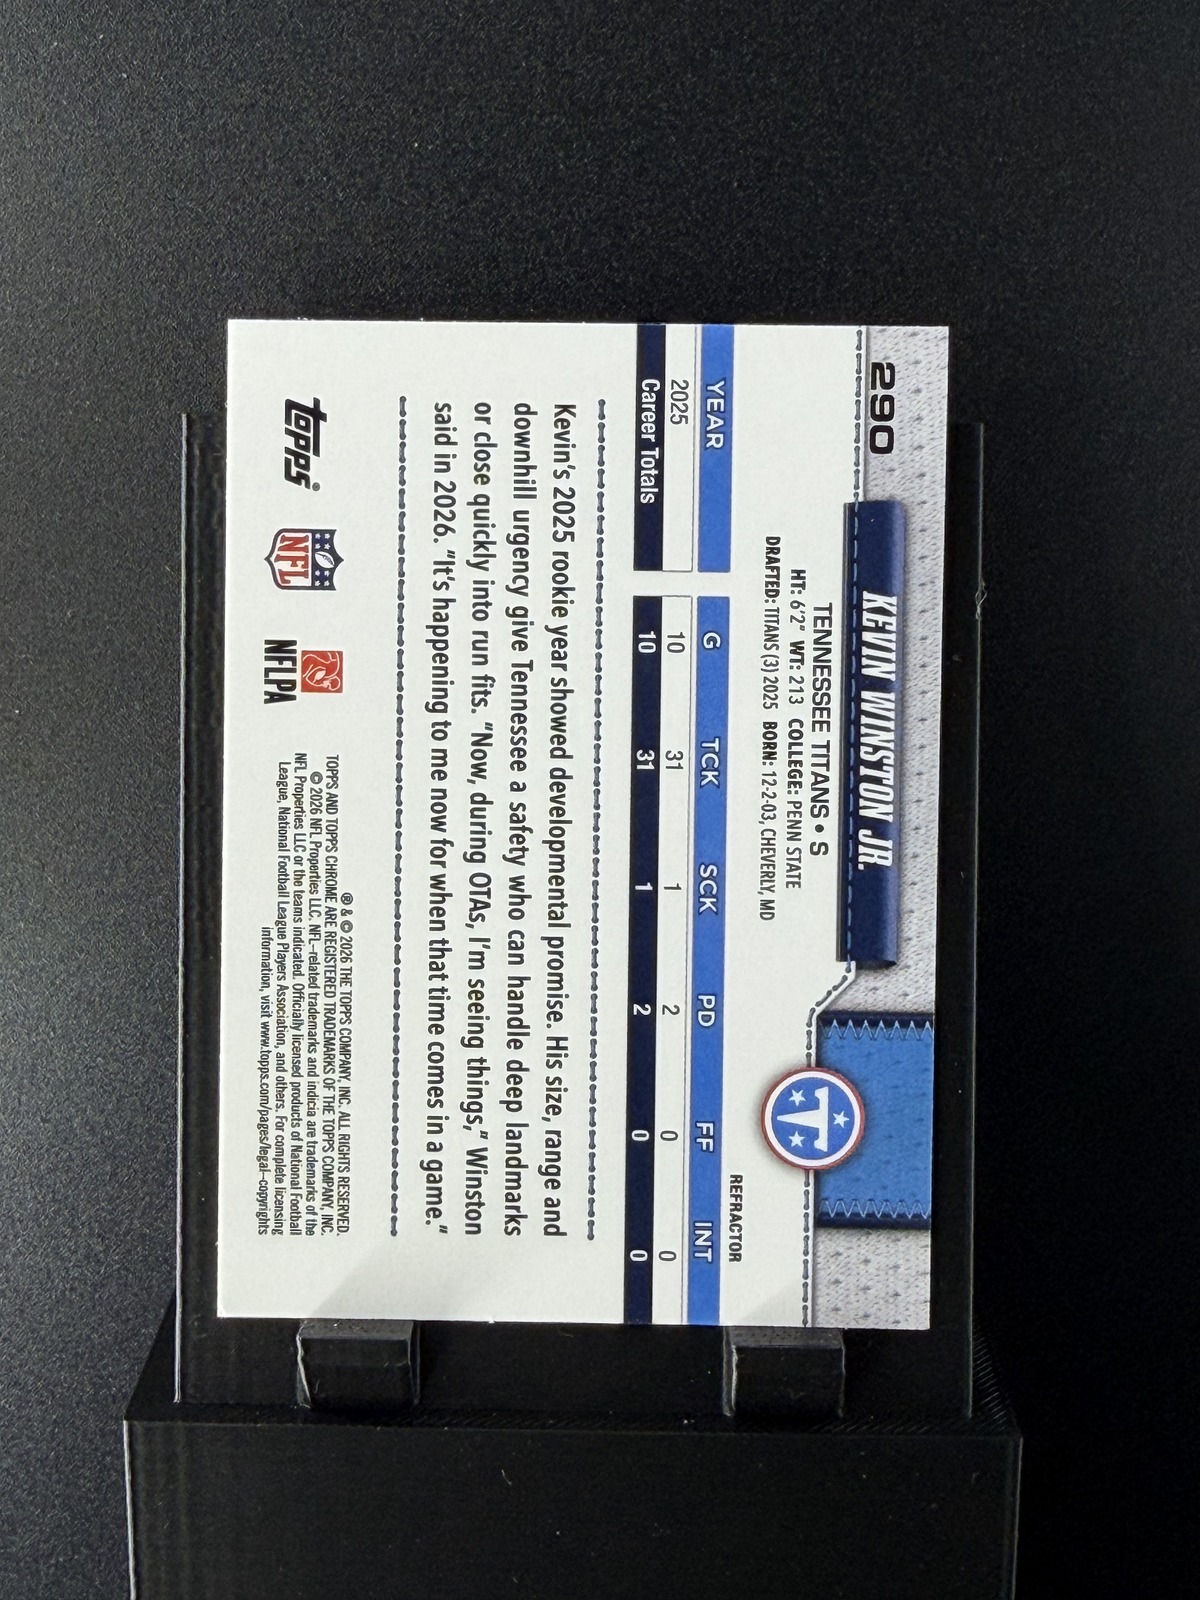 290
KEVIN WINSTON JR.
TENNESSEE TITANS • S
HT: 6'2" WT: 213 COLLEGE: PENN STATE
DRAFTED: TITANS (3) 2025 BORN: 12-2-03, CHEVERLY, MD
T
REFRACTOR
YEAR G TCK SCK PD FF INT
2025 10 31 1 2 0 0
Career Totals 10 31 1 2 0 0
Kevin's 2025 rookie year showed developmental promise. His size, range and
downhill urgency give Tennessee a safety who can handle deep landmarks
or close quickly into run fits. "Now, during OTAs, I'm seeing things," Winston
said in 2026. "It's happening to me now for when that time comes in a game."
topps®
NFL
NFLPA
® & © 2026 THE TOPPS COMPANY, INC. ALL RIGHTS RESERVED.
TOPPS AND TOPPS CHROME ARE REGISTERED TRADEMARKS OF THE TOPPS COMPANY, INC.
© 2026 NFL Properties LLC. NFL-related trademarks and indicia are trademarks of the
NFL Properties LLC or the teams indicated. Officially licensed products of National Football
League, National Football League Players Association, and others. For complete licensing
information, visit www.topps.com/pages/legal-copyrights